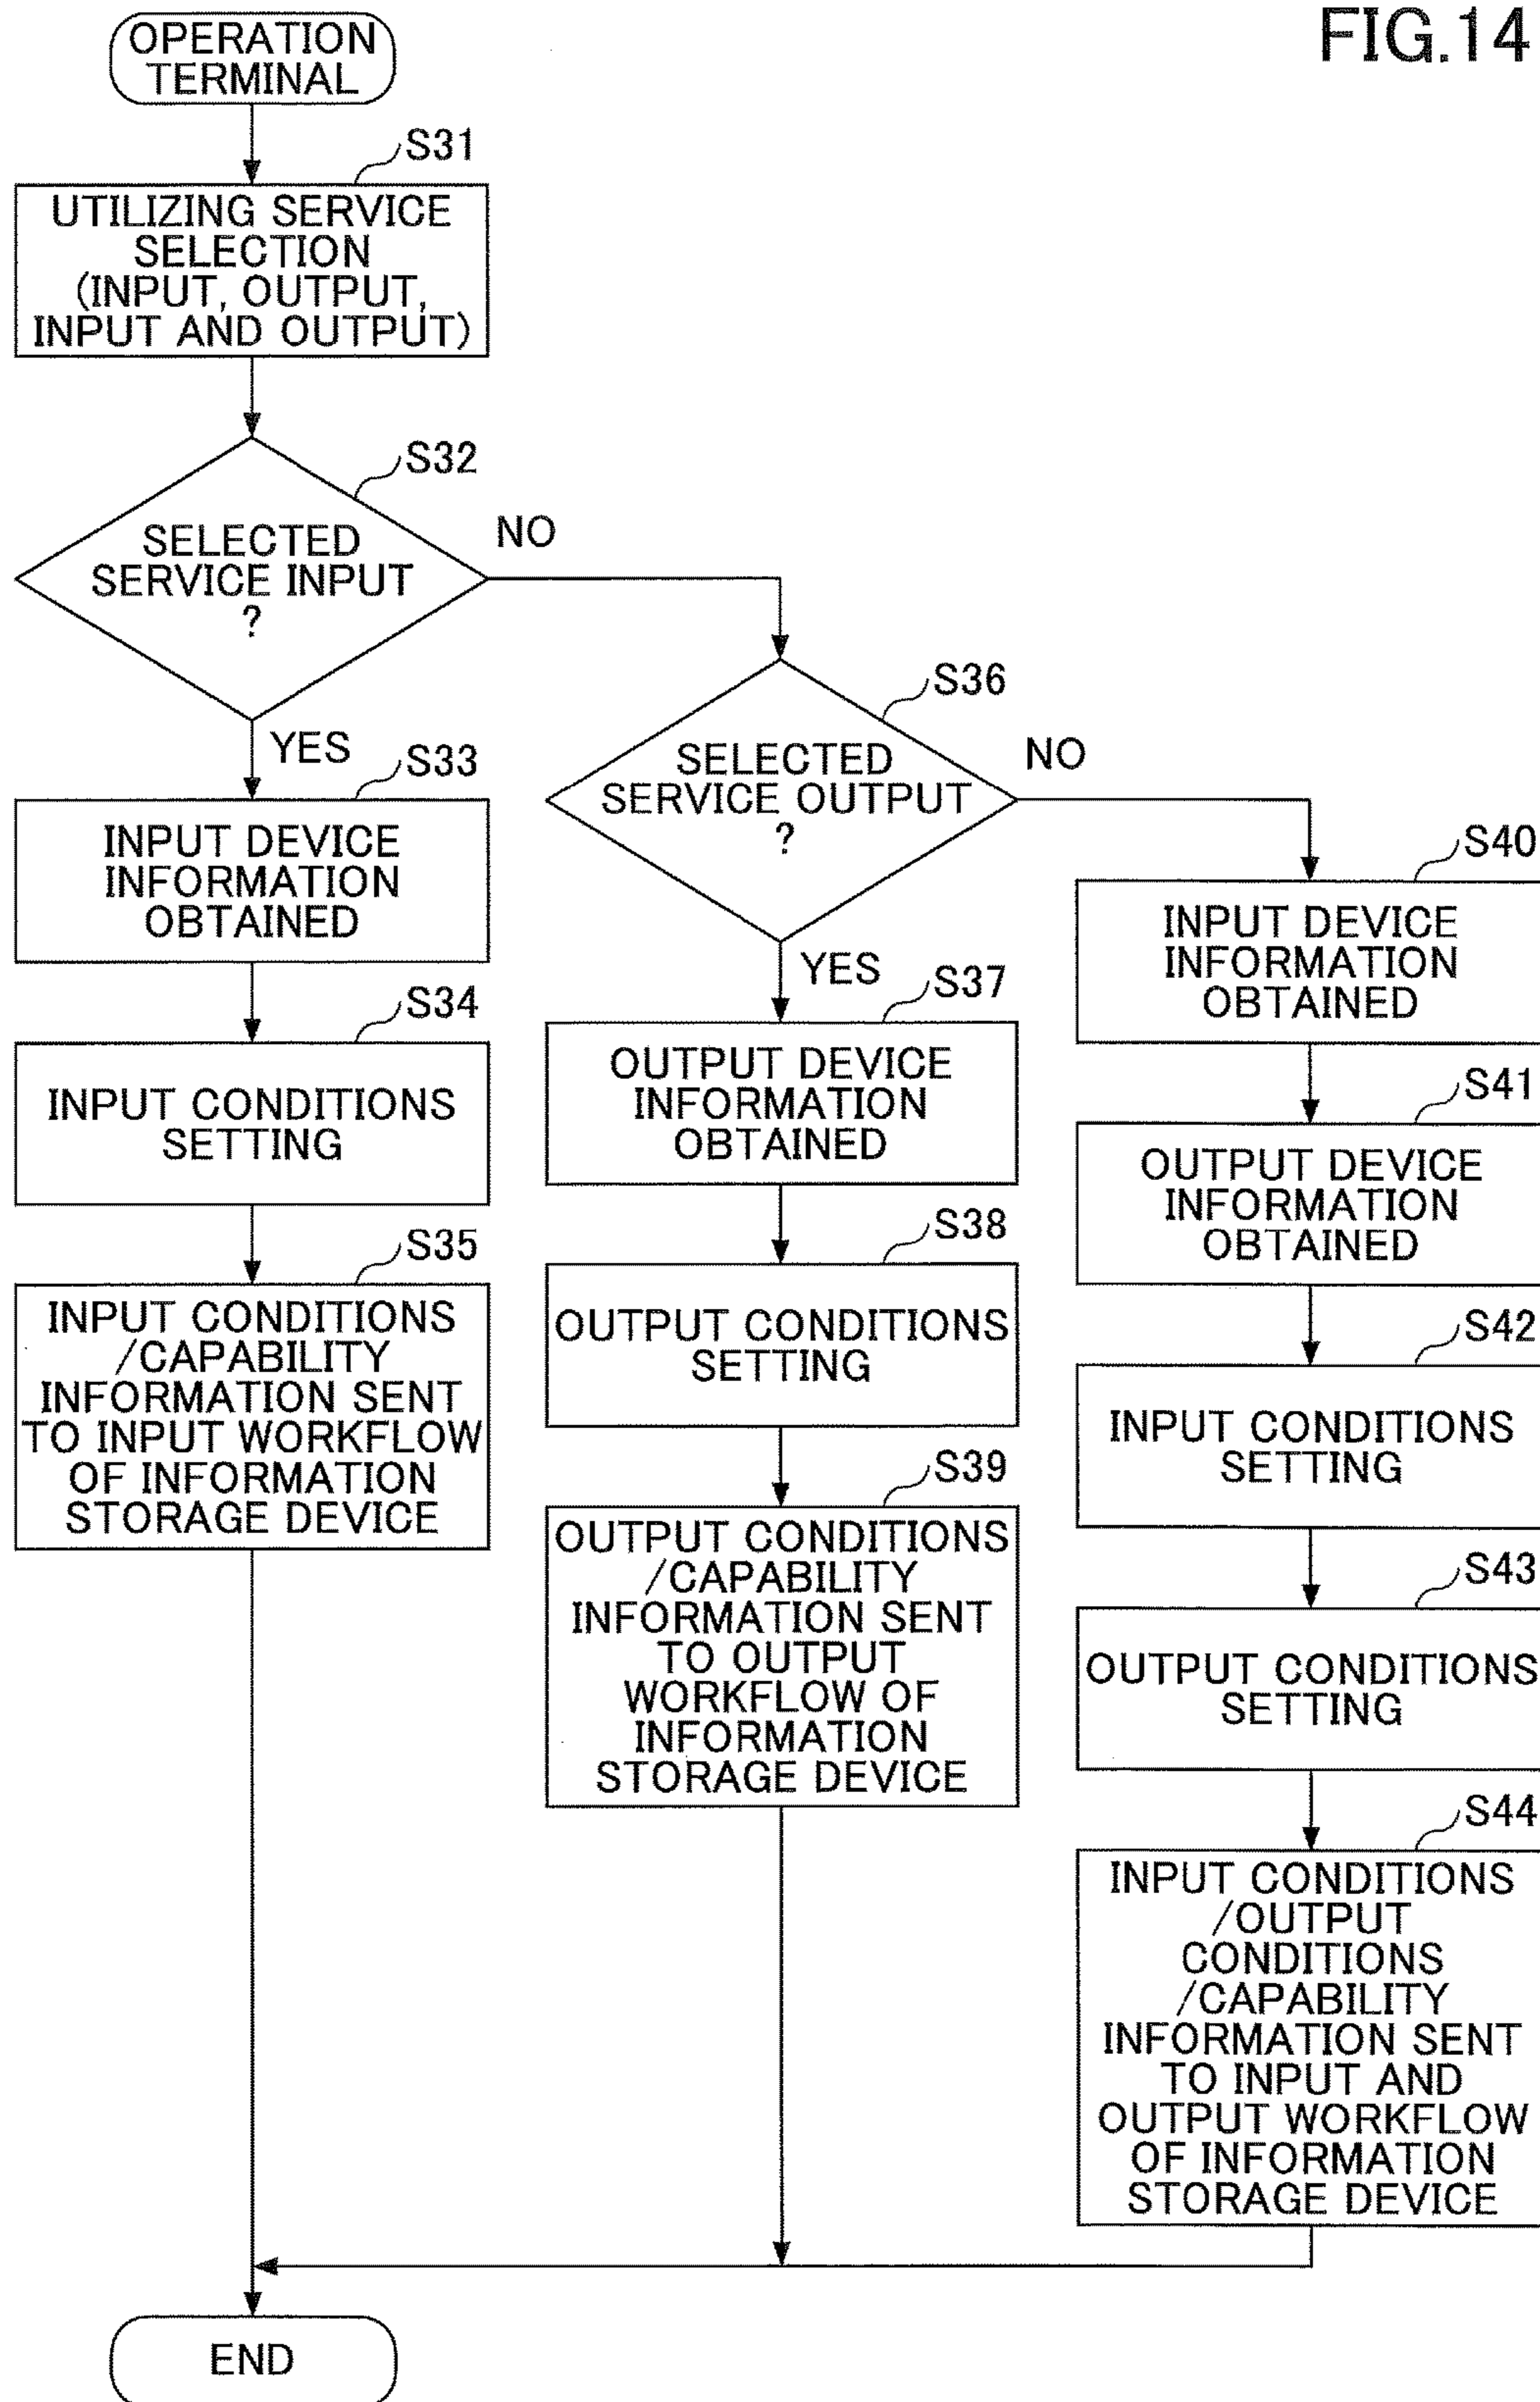 FIG.14
OPERATION
TERMINAL
S31
UTILIZING SERVICE
SELECTION
(INPUT, OUTPUT,
INPUT AND OUTPUT)
S32
SELECTED
SERVICE INPUT
?
NO
YES
S33
INPUT DEVICE
INFORMATION
OBTAINED
S34
INPUT CONDITIONS
SETTING
S35
INPUT CONDITIONS
/CAPABILITY
INFORMATION SENT
TO INPUT WORKFLOW
OF INFORMATION
STORAGE DEVICE
S36
SELECTED
SERVICE OUTPUT
?
NO
YES
S37
OUTPUT DEVICE
INFORMATION
OBTAINED
S38
OUTPUT CONDITIONS
SETTING
S39
OUTPUT CONDITIONS
/CAPABILITY
INFORMATION SENT
TO OUTPUT
WORKFLOW OF
INFORMATION
STORAGE DEVICE
S40
INPUT DEVICE
INFORMATION
OBTAINED
S41
OUTPUT DEVICE
INFORMATION
OBTAINED
S42
INPUT CONDITIONS
SETTING
S43
OUTPUT CONDITIONS
SETTING
S44
INPUT CONDITIONS
/OUTPUT
CONDITIONS
/CAPABILITY
INFORMATION SENT
TO INPUT AND
OUTPUT WORKFLOW
OF INFORMATION
STORAGE DEVICE
END